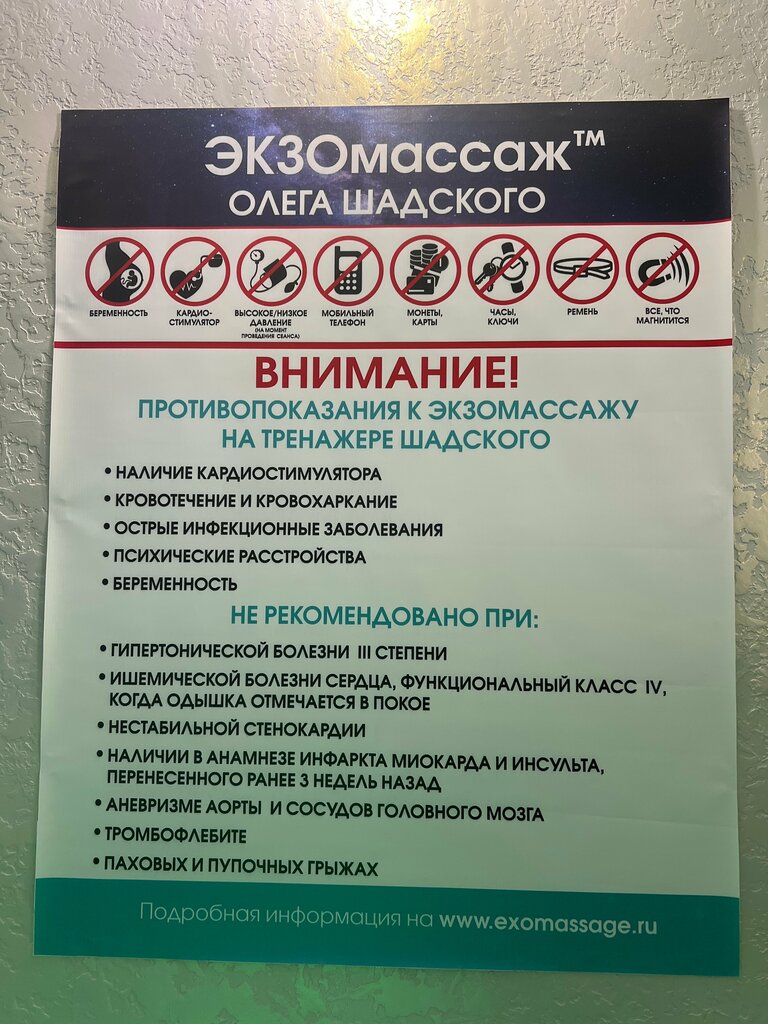 ЭКЗОмассаж™
ОЛЕГА ШАДСКОГО
БЕРЕМЕННОСТЬ
КАРДИО-
СТИМУЛЯТОР
ВЫСОКОЕ/НИЗКОЕ
ДАВЛЕНИЕ
(НА МОМЕНТ
ПРОВЕДЕНИЯ СЕАНСА)
МОБИЛЬНЫЙ
ТЕЛЕФОН
МОНЕТЫ,
КАРТЫ
ЧАСЫ,
КЛЮЧИ
РЕМЕНЬ
ВСЕ, ЧТО
МАГНИТИТСЯ
ВНИМАНИЕ!
ПРОТИВОПОКАЗАНИЯ К ЭКЗОМАССАЖУ
НА ТРЕНАЖЕРЕ ШАДСКОГО
• НАЛИЧИЕ КАРДИОСТИМУЛЯТОРА
• КРОВОТЕЧЕНИЕ И КРОВОХАРКАНИЕ
• ОСТРЫЕ ИНФЕКЦИОННЫЕ ЗАБОЛЕВАНИЯ
• ПСИХИЧЕСКИЕ РАССТРОЙСТВА
• БЕРЕМЕННОСТЬ
НЕ РЕКОМЕНДОВАНО ПРИ:
• ГИПЕРТОНИЧЕСКОЙ БОЛЕЗНИ III СТЕПЕНИ
• ИШЕМИЧЕСКОЙ БОЛЕЗНИ СЕРДЦА, ФУНКЦИОНАЛЬНЫЙ КЛАСС IV,
КОГДА ОДЫШКА ОТМЕЧАЕТСЯ В ПОКОЕ
• НЕСТАБИЛЬНОЙ СТЕНОКАРДИИ
• НАЛИЧИИ В АНАМНЕЗЕ ИНФАРКТА МИОКАРДА И ИНСУЛЬТА,
ПЕРЕНЕСЕННОГО РАНЕЕ 3 НЕДЕЛЬ НАЗАД
• АНЕВРИЗМЕ АОРТЫ И СОСУДОВ ГОЛОВНОГО МОЗГА
• ТРОМБОФЛЕБИТЕ
• ПАХОВЫХ И ПУПОЧНЫХ ГРЫЖАХ
Подробная информация на www.exomassage.ru